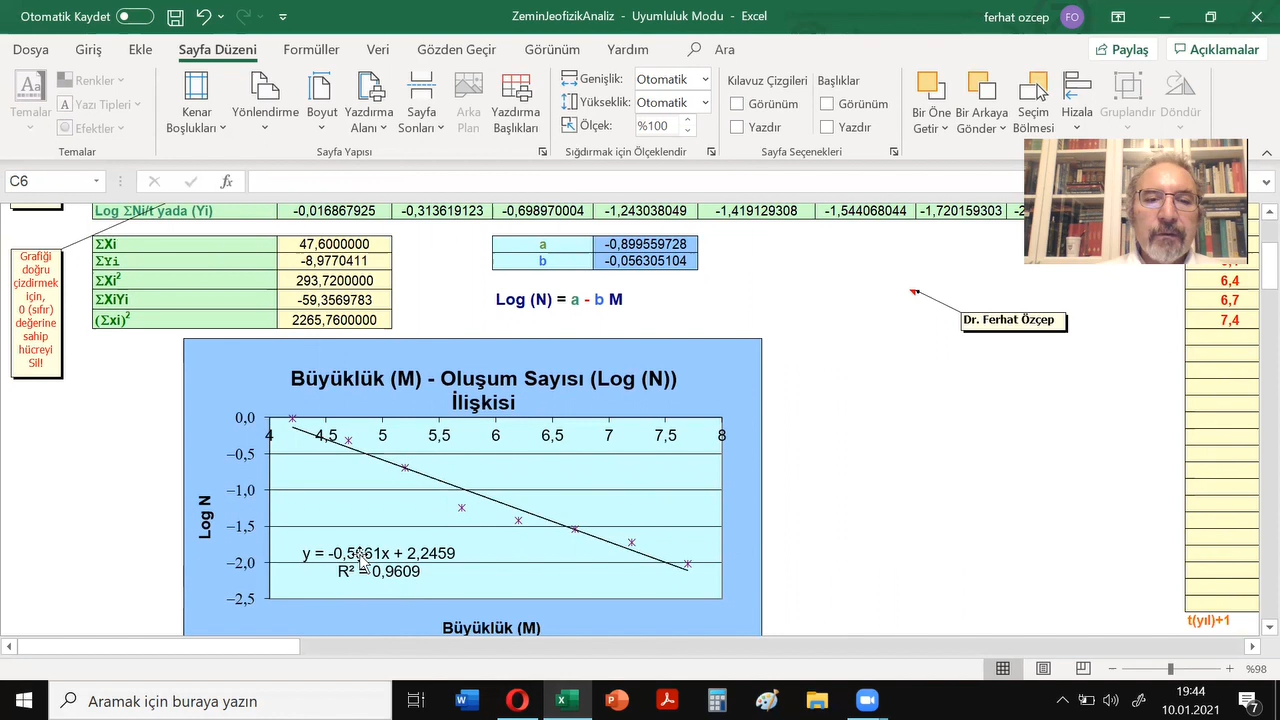 Otomatik Kaydet
ZeminJeofizikAnaliz - Uyumluluk Modu - Excel
ferhat ozcep FO
Dosya Giriş Ekle Sayfa Düzeni Formüller Veri Gözden Geçir Görünüm Yardım Ara Paylaş Açıklamalar
Temalar
Renkler
Yazı Tipleri
Efektler
Temalar
Kenar Boşlukları
Yönlendirme
Boyut
Yazdırma Alanı
Sayfa Sonları
Arka Plan
Yazdırma Başlıkları
Sayfa Yapısı
Genişlik: Otomatik
Yükseklik: Otomatik
Ölçek: %100
Sığdırmak için Ölçeklendir
Kılavuz Çizgileri
Görünüm
Yazdır
Başlıklar
Görünüm
Yazdır
Sayfa Seçenekleri
Bir Öne Getir
Bir Arkaya Gönder
Seçim Bölmesi
Hizala
Gruplandır
Döndür
C6
fx
Log ΣNi/t yada (Yi) -0,016867925 -0,313619123 -0,698970004 -1,243038049 -1,419129308 -1,544068044 -1,720159303
ΣXi 47,6000000
ΣYi -8,9770411
ΣXi² 293,7200000
ΣXiYi -59,3569783
(Σxi)² 2265,7600000
a -0,899559728
b -0,056305104
Log (N) = a - b M
Grafiği
doğru
çizdirmek
için,
0 (sıfır)
değerine
sahip
hücreyi
Sil!
Dr. Ferhat Özçep
6,4
6,7
7,4
t(yıl)+1
Büyüklük (M) - Oluşum Sayısı (Log (N))
İlişkisi
0,0
4 4,5 5 5,5 6 6,5 7 7,5 8
−0,5
−1,0
−1,5
−2,0
−2,5
Log N
y = x + 2,2459
R² = 0,9609
Büyüklük (M)
%98
Aramak için buraya yazın
19:44
10.01.2021
7